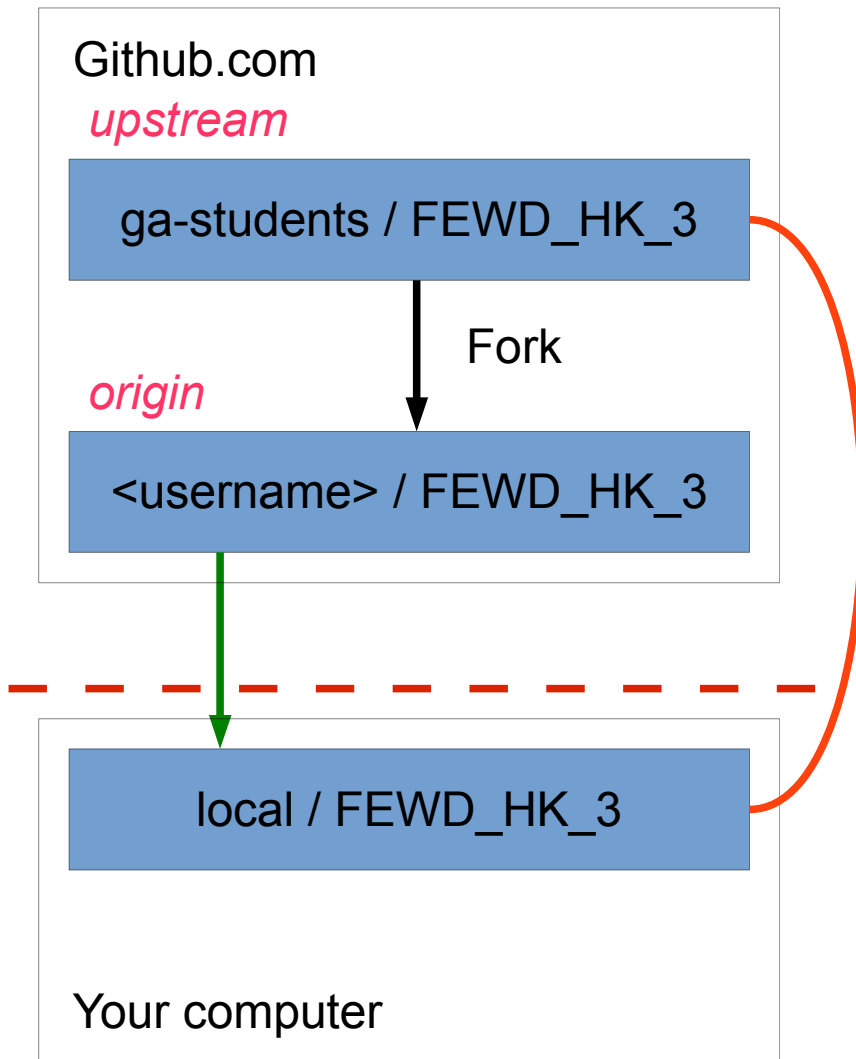 Github.com
upstream
ga-students / FEWD_HK_3
Fork
origin
<username> / FEWD_HK_3
local / FEWD_HK_3
Your computer